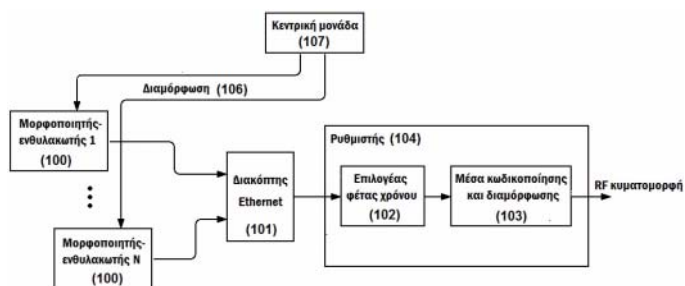 Κεντρική μονάδα
(107)
Διαμόρφωση (106)
Μορφοποιητής-
ενθυλακωτής 1
(100)
Ρυθμιστής (104)
Διακόπτης
Ethernet
(101)
Επιλογέας
φέτας χρόνου
(102)
Μέσα κωδικοποίησης
και διαμόρφωσης
(103)
RF κυματομορφή
Μορφοποιητής-
ενθυλακωτής N
(100)